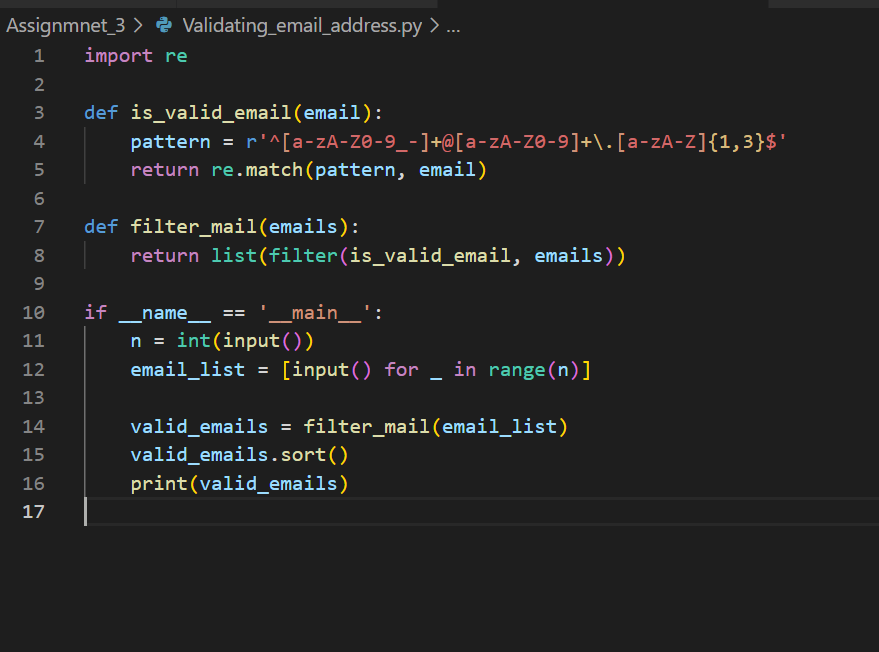 Assignmnet_3 > Validating_email_address.py > ...
1 import re
2
3 def is_valid_email(email):
4     pattern = r'^[a-zA-Z0-9_-]+@[a-zA-Z0-9]+\.[a-zA-Z]{1,3}$'
5     return re.match(pattern, email)
6
7 def filter_mail(emails):
8     return list(filter(is_valid_email, emails))
9
10 if __name__ == '__main__':
11     n = int(input())
12     email_list = [input() for _ in range(n)]
13
14     valid_emails = filter_mail(email_list)
15     valid_emails.sort()
16     print(valid_emails)
17